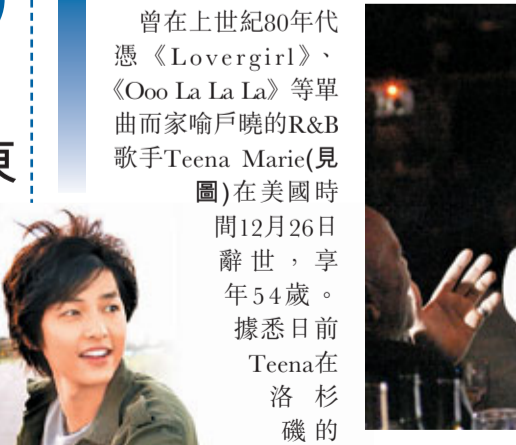 曾在上世紀80年代
憑《Lovergirl》、
《Ooo La La La》等單
曲而家喻戶曉的R&B
歌手Teena Marie(見
圖)在美國時
間12月26日
辭世，享
年54歲。
據悉日前
Teena在
洛杉
磯的